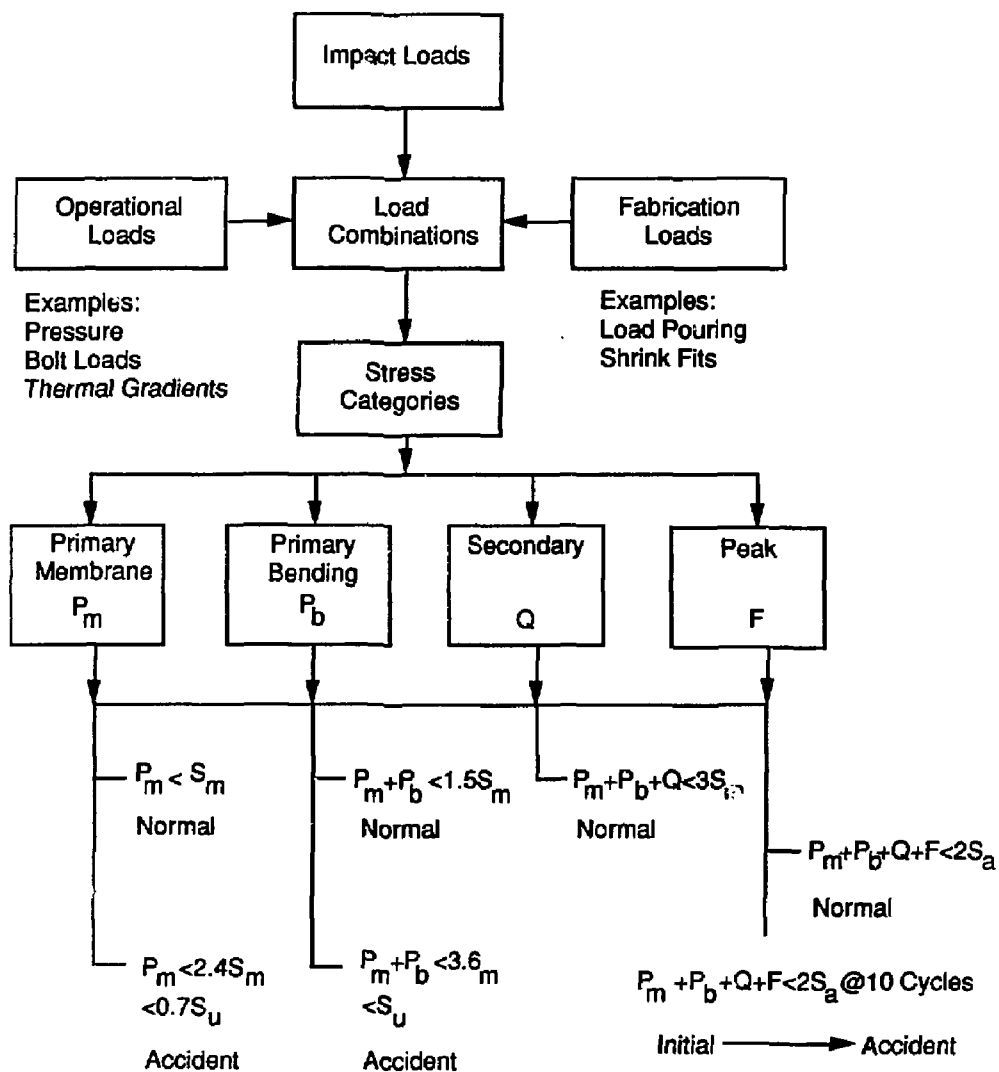 Impact Loads
Operational
Loads
Load
Combinations
Fabrication
Loads
Examples:
Pressure
Bolt Loads
Thermal Gradients
Examples:
Load Pouring
Shrink Fits
Stress
Categories
Primary
Membrane
Pm
Primary
Bending
Pb
Secondary
Q
Peak
F
Pm < Sm
Normal
Pm+Pb<1.5Sm
Normal
Pm+Pb+Q<3Sm
Normal
Pm+Pb+Q+F<2Sa
Normal
Pm<2.4Sm
<0.7Su
Accident
Pm+Pb<3.6m
<Su
Accident
Pm+Pb+Q+F<2Sa@10 Cycles
Initial → Accident